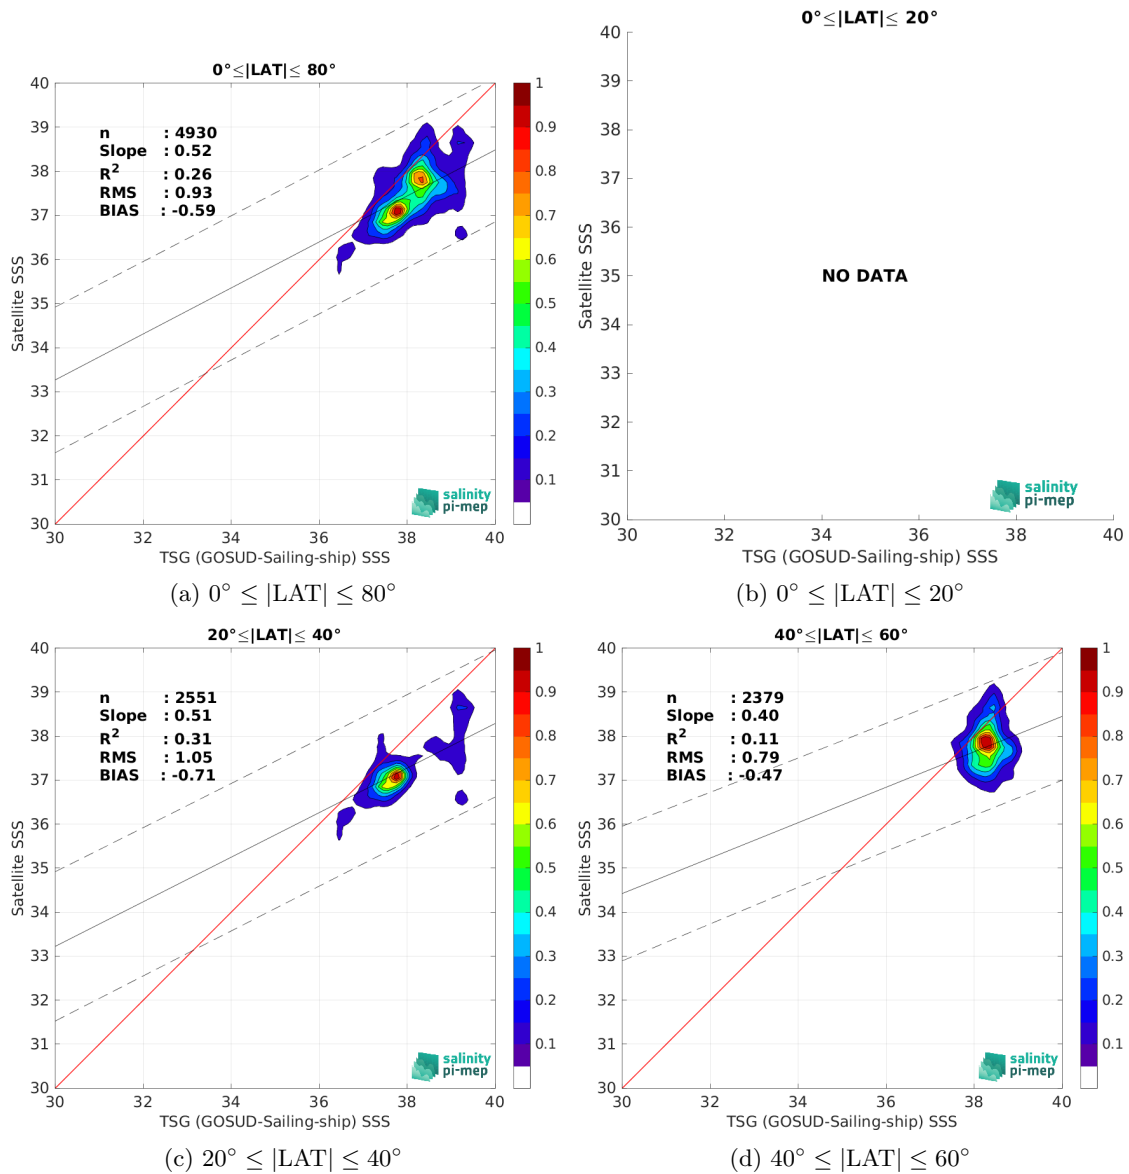 0°≤|LAT|≤ 80°
40
39
38
37
36
35
34
33
32
31
30
Satellite SSS
n : 4930
Slope : 0.52
R² : 0.26
RMS : 0.93
BIAS : -0.59
salinity
pi-mep
30 32 34 36 38 40
TSG (GOSUD-Sailing-ship) SSS
1
0.9
0.8
0.7
0.6
0.5
0.4
0.3
0.2
0.1
(a) 0° ≤ |LAT| ≤ 80°
0°≤|LAT|≤ 20°
40
39
38
37
36
35
34
33
32
31
30
Satellite SSS
NO DATA
salinity
pi-mep
30 32 34 36 38 40
TSG (GOSUD-Sailing-ship) SSS
(b) 0° ≤ |LAT| ≤ 20°
20°≤|LAT|≤ 40°
40
39
38
37
36
35
34
33
32
31
30
Satellite SSS
n : 2551
Slope : 0.51
R² : 0.31
RMS : 1.05
BIAS : -0.71
salinity
pi-mep
30 32 34 36 38 40
TSG (GOSUD-Sailing-ship) SSS
1
0.9
0.8
0.7
0.6
0.5
0.4
0.3
0.2
0.1
(c) 20° ≤ |LAT| ≤ 40°
40°≤|LAT|≤ 60°
40
39
38
37
36
35
34
33
32
31
30
Satellite SSS
n : 2379
Slope : 0.40
R² : 0.11
RMS : 0.79
BIAS : -0.47
salinity
pi-mep
30 32 34 36 38 40
TSG (GOSUD-Sailing-ship) SSS
1
0.9
0.8
0.7
0.6
0.5
0.4
0.3
0.2
0.1
(d) 40° ≤ |LAT| ≤ 60°